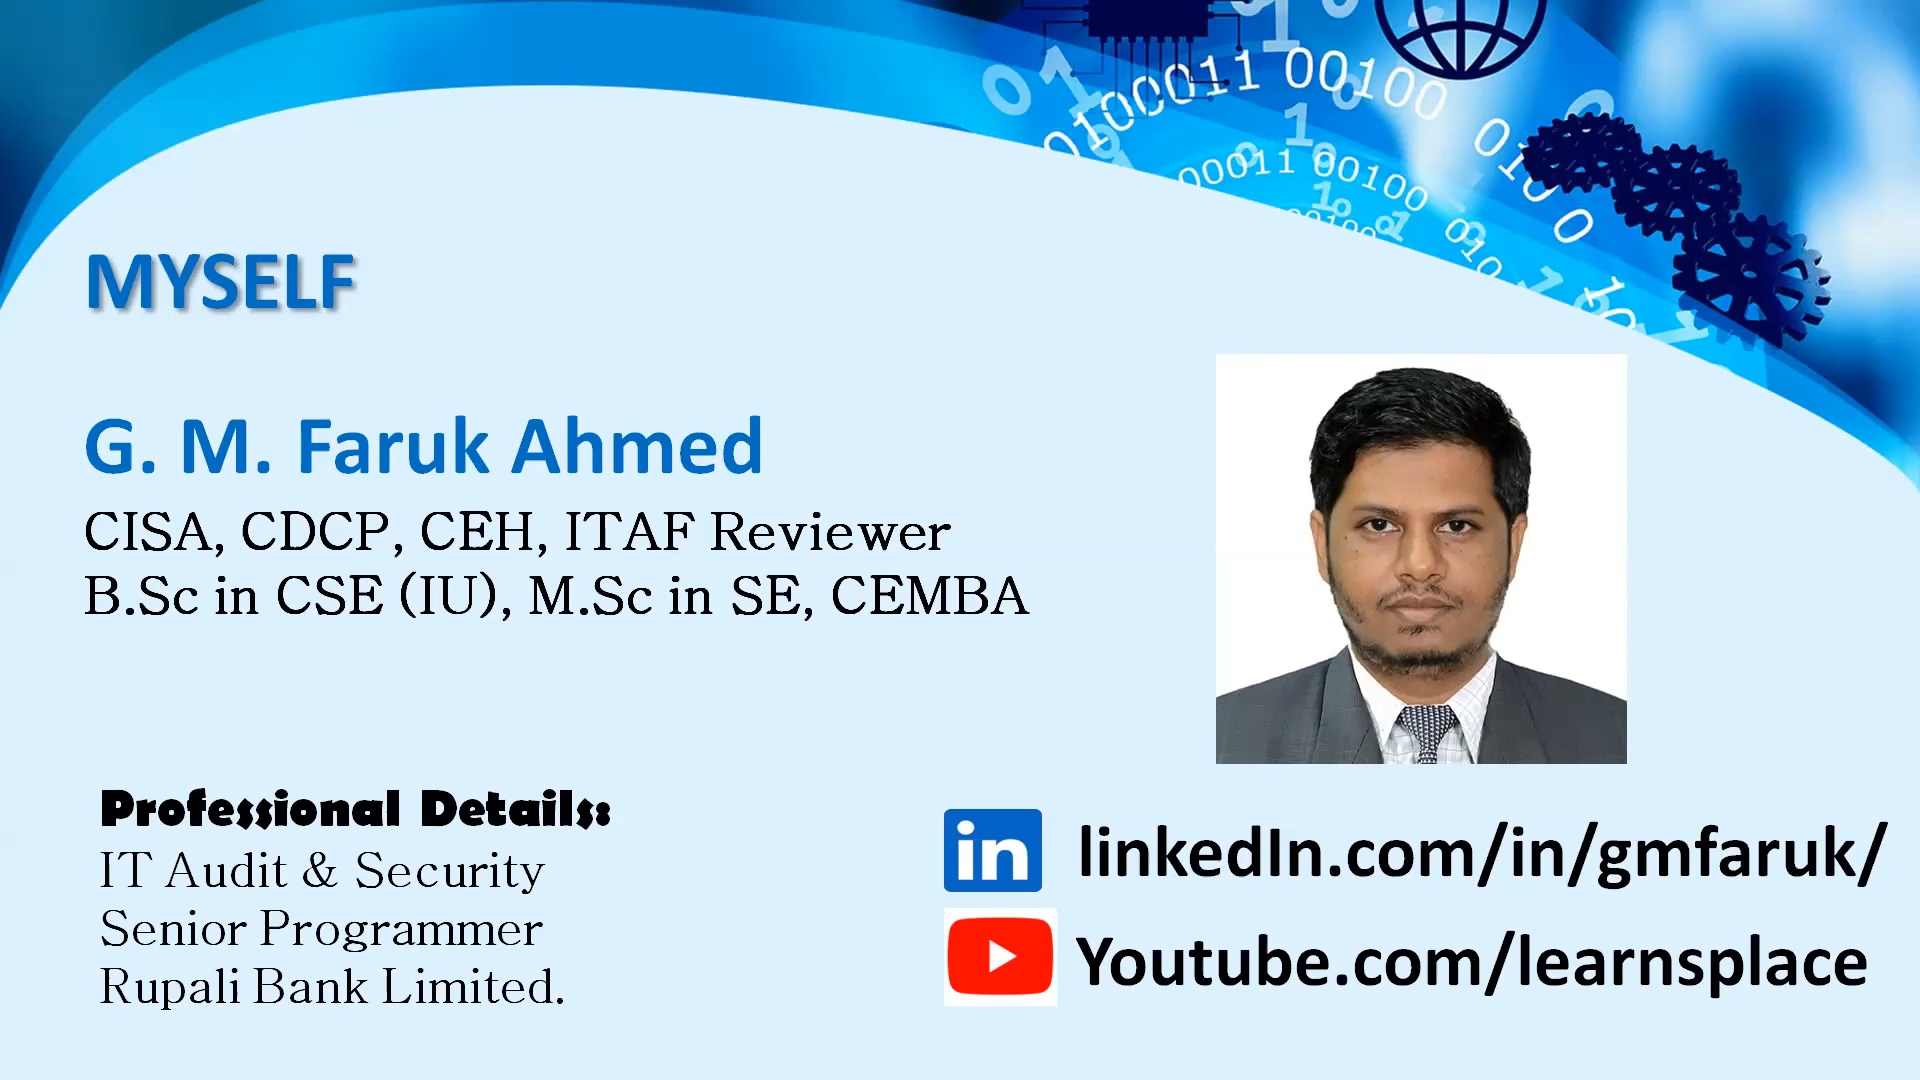 MYSELF
G. M. Faruk Ahmed
CISA, CDCP, CEH, ITAF Reviewer
B.Sc in CSE (IU), M.Sc in SE, CEMBA
Professional Details:
IT Audit & Security
Senior Programmer
Rupali Bank Limited.
in linkedIn.com/in/gmfaruk/
Youtube.com/learnsplace